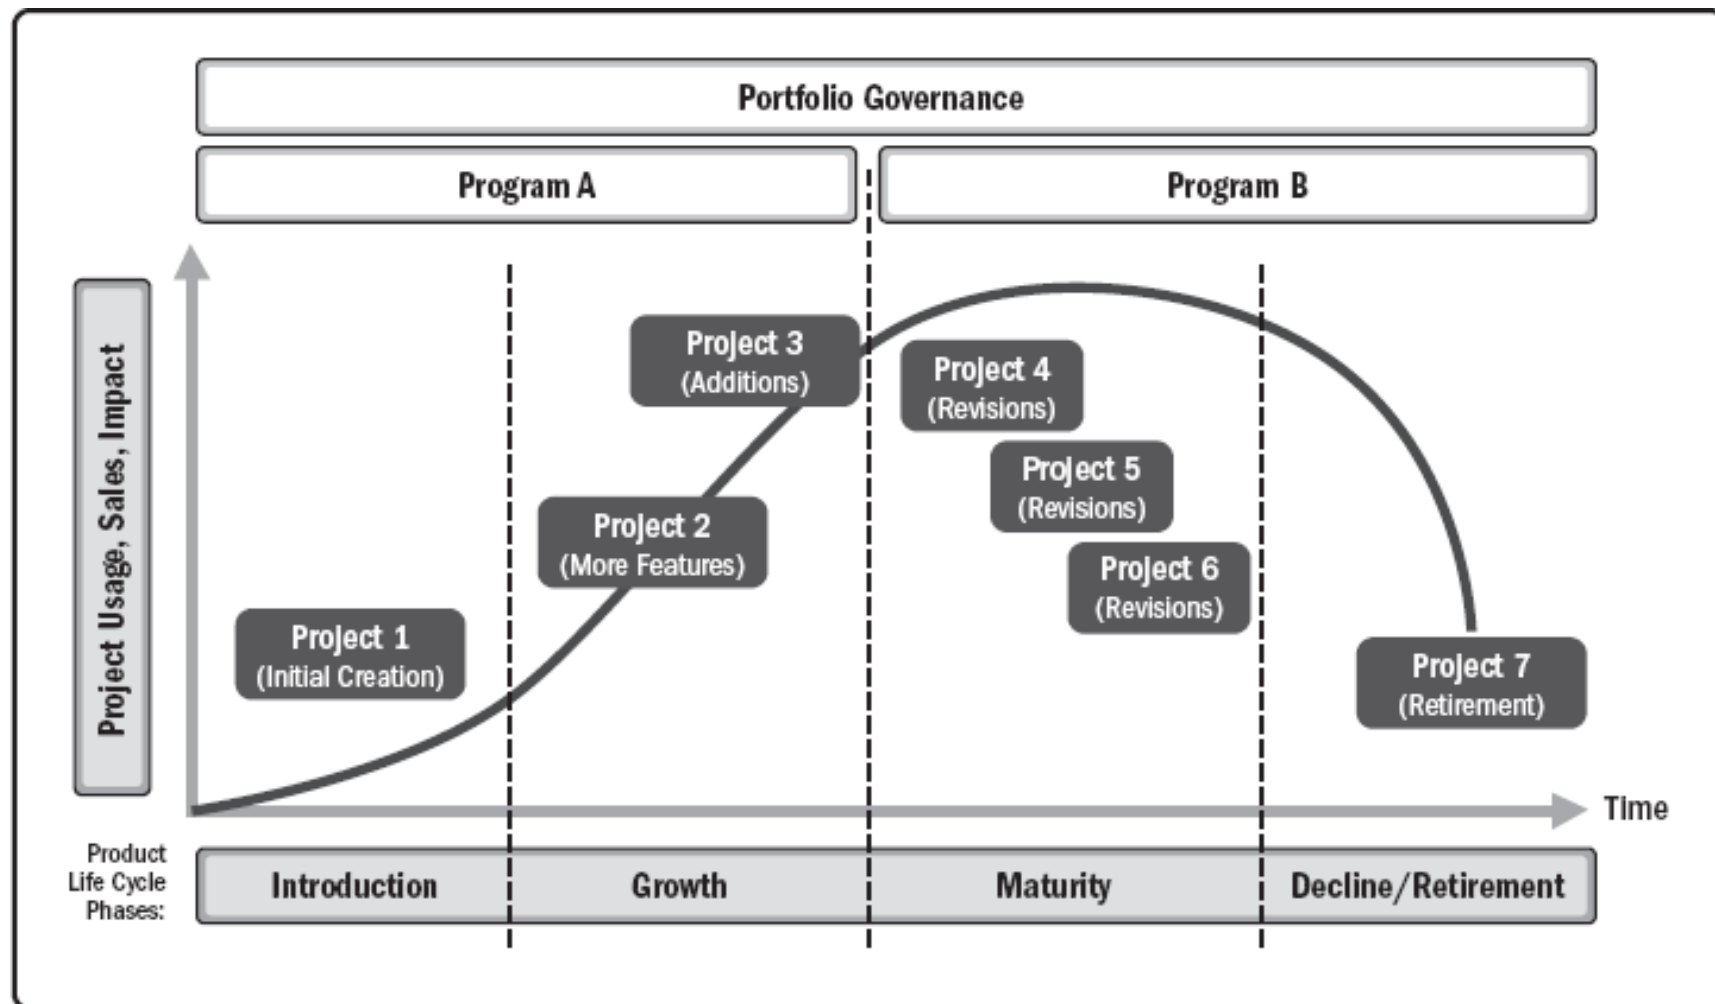 Portfolio Governance
Program A
Program B
Project Usage, Sales, Impact
Project 1
(Initial Creation)
Project 2
(More Features)
Project 3
(Additions)
Project 4
(Revisions)
Project 5
(Revisions)
Project 6
(Revisions)
Project 7
(Retirement)
Time
Product
Life Cycle
Phases:
Introduction
Growth
Maturity
Decline/Retirement